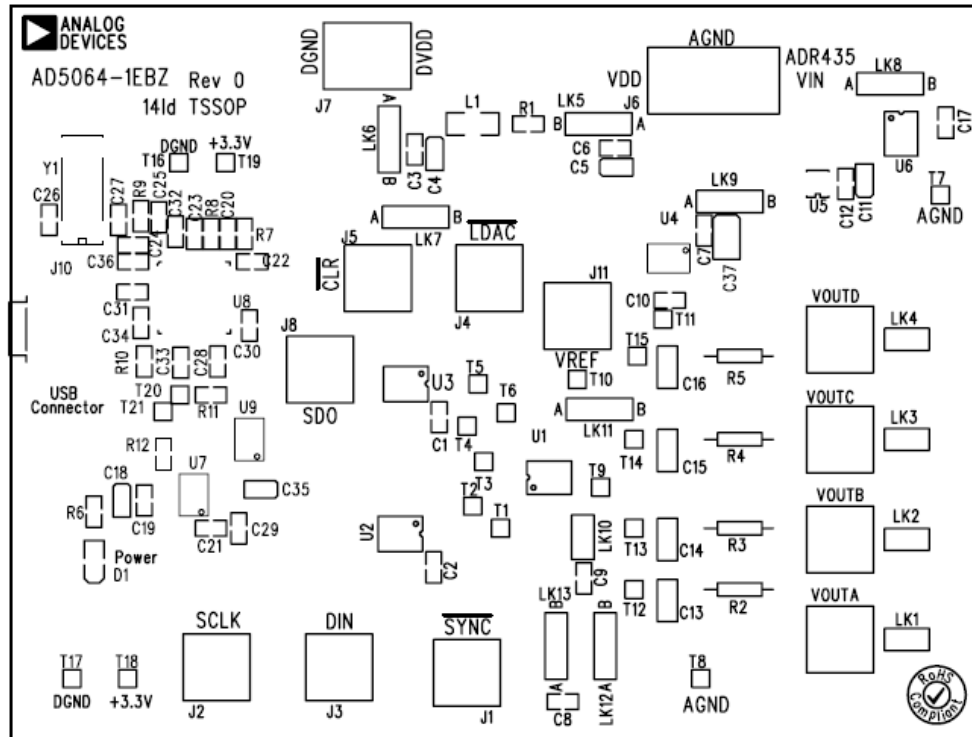 ANALOG
DEVICES
AD5064-1EBZ Rev 0
14ld TSSOP
DGND
DVDD
J7
AGND
VDD
ADR435
VIN
LK8
A
B
C17
U6
L1
R1
LK5
J6
B
A
A
LK6
B
C3
C4
C6
C5
DGND
+3.3V
T16
T19
Y1
C26
C27
R9
C25
C32
C23
R8
C20
R7
C24
C36
J10
C22
A
B
LK7
LDAC
J5
CLR
J4
U4
LK9
A
B
C7
C37
U5
C12
C11
T7
AGND
C31
C34
U8
C30
J8
SDO
J11
VREF
C10
T11
T15
T10
C16
R5
VOUTD
LK4
R10
C33
C28
T20
T21
R11
USB
Connector
U9
U3
T5
T6
C1
T4
A
B
LK11
U1
T14
C15
R4
VOUTC
LK3
R12
U7
C18
C19
R6
C35
C21
C29
T3
T2
T1
T9
U2
C2
LK10
C9
T13
C14
R3
VOUTB
LK2
Power
D1
LK13
B
B
T12
C13
R2
VOUTA
LK1
SCLK
DIN
SYNC
J2
J3
J1
T17
T18
DGND
+3.3V
A
C8
LK12
A
T8
AGND
RoHS
Compliant